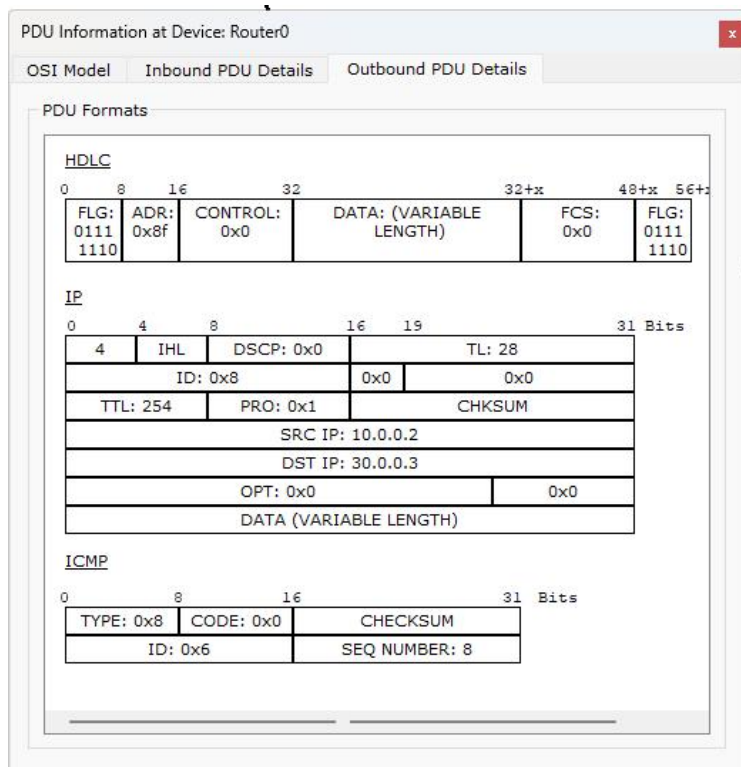 PDU Information at Device: Router0
x
OSI Model Inbound PDU Details Outbound PDU Details
PDU Formats
HDLC
0 8 16 32 32+x 48+x 56+x
FLG: ADR: CONTROL: DATA: (VARIABLE FCS: FLG:
0111 0x8f 0x0 LENGTH) 0x0 0111
1110 1110
IP
0 4 8 16 19 31 Bits
4 IHL DSCP: 0x0 TL: 28
ID: 0x8 0x0 0x0
TTL: 254 PRO: 0x1 CHKSUM
SRC IP: 10.0.0.2
DST IP: 30.0.0.3
OPT: 0x0 0x0
DATA (VARIABLE LENGTH)
ICMP
0 8 16 31 Bits
TYPE: 0x8 CODE: 0x0 CHECKSUM
ID: 0x6 SEQ NUMBER: 8